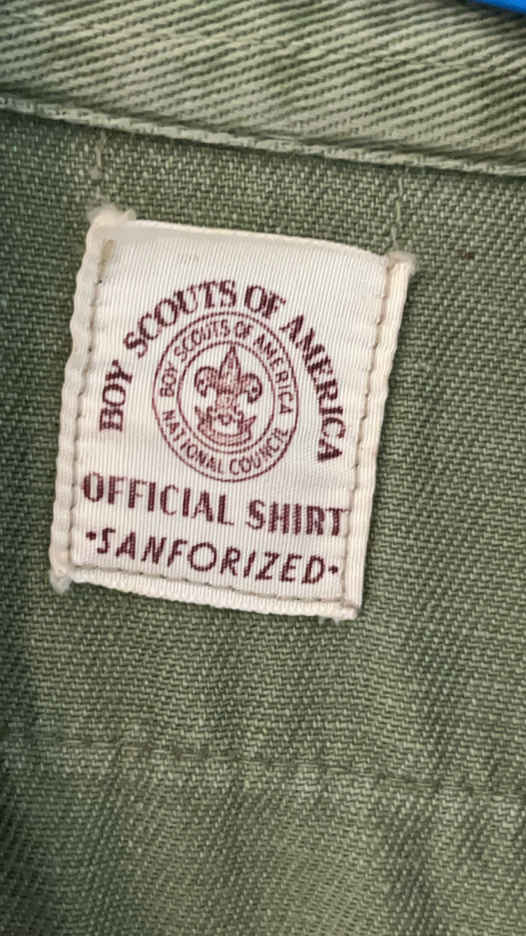 BOY SCOUTS OF AMERICA
BOY SCOUTS OF AMERICA
NATIONAL COUNCIL
OFFICIAL SHIRT
•SANFORIZED•